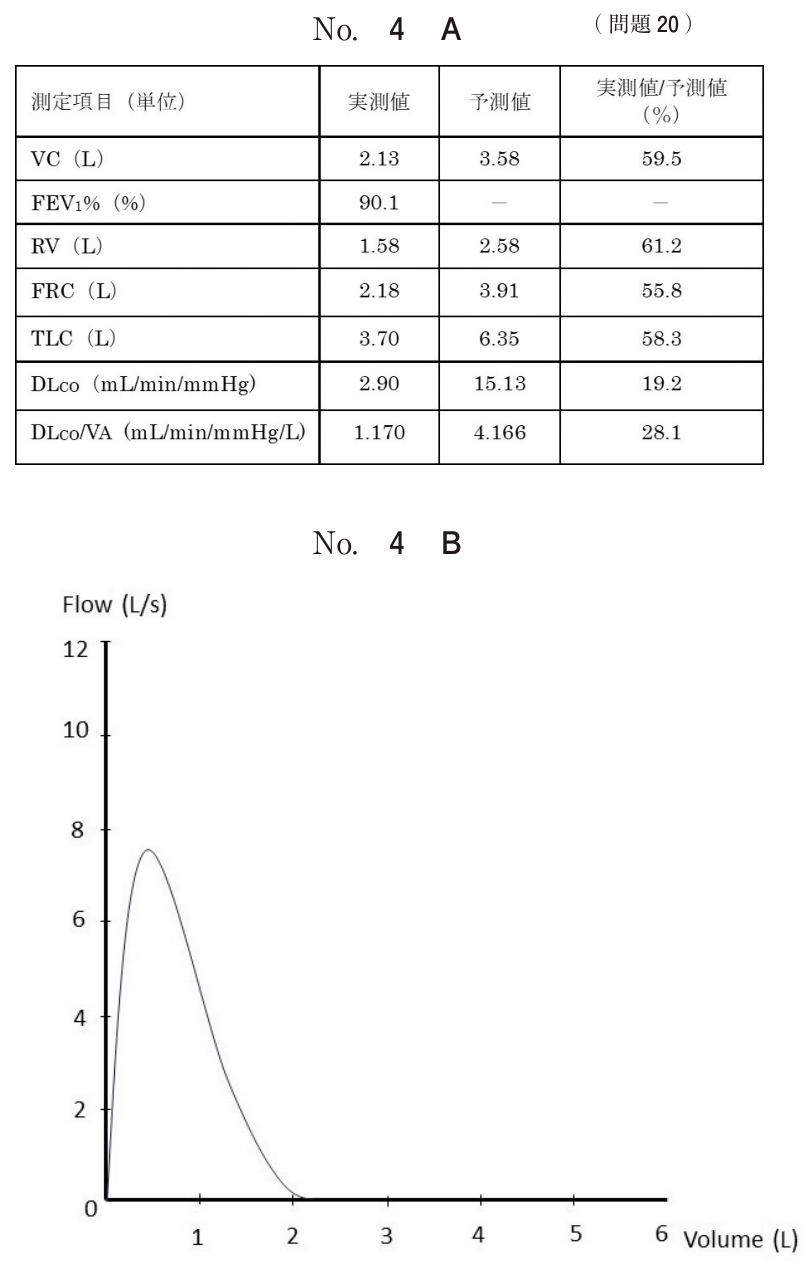 No. 4 A （問題 20）
測定項目（単位） 実測値 予測値 実測値/予測値（％）
VC（L） 2.13 3.58 59.5
FEV₁%（%） 90.1 — —
RV（L） 1.58 2.58 61.2
FRC（L） 2.18 3.91 55.8
TLC（L） 3.70 6.35 58.3
DLco（mL/min/mmHg) 2.90 15.13 19.2
DLco/VA (mL/min/mmHg/L) 1.170 4.166 28.1
No. 4 B
Flow (L/s)
12
10
8
6
4
2
0
1 2 3 4 5 6 Volume (L)